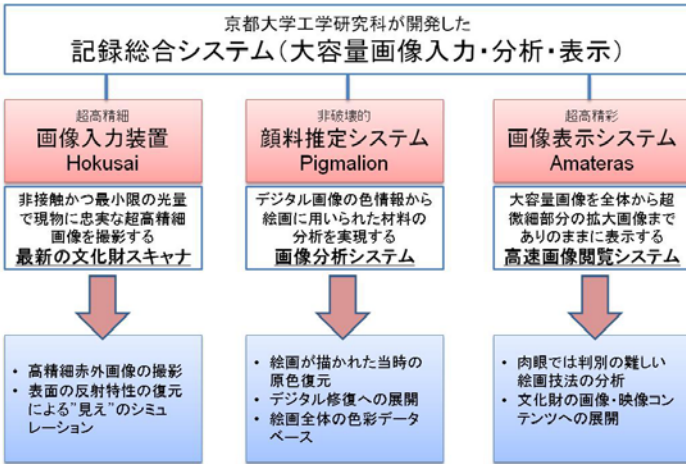 京都大学工学研究科が開発した
記録総合システム（大容量画像入力・分析・表示）
超高精細
画像入力装置
Hokusai
非接触かつ最小限の光量
で現物に忠実な超高精細
画像を撮影する
最新の文化財スキャナ
・ 高精細赤外画像の撮影
・ 表面の反射特性の復元
による”見え”のシミュ
レーション
非破壊的
顔料推定システム
Pigmalion
デジタル画像の色情報から
絵画に用いられた材料の
分析を実現する
画像分析システム
・ 絵画が描かれた当時の
原色復元
・ デジタル修復への展開
・ 絵画全体の色彩データ
ベース
超高精彩
画像表示システム
Amateras
大容量画像を全体から超
微細部分の拡大画像まで
ありのままに表示する
高速画像閲覧システム
・ 肉眼では判別の難しい
絵画技法の分析
・ 文化財の画像・映像コン
テンツへの展開